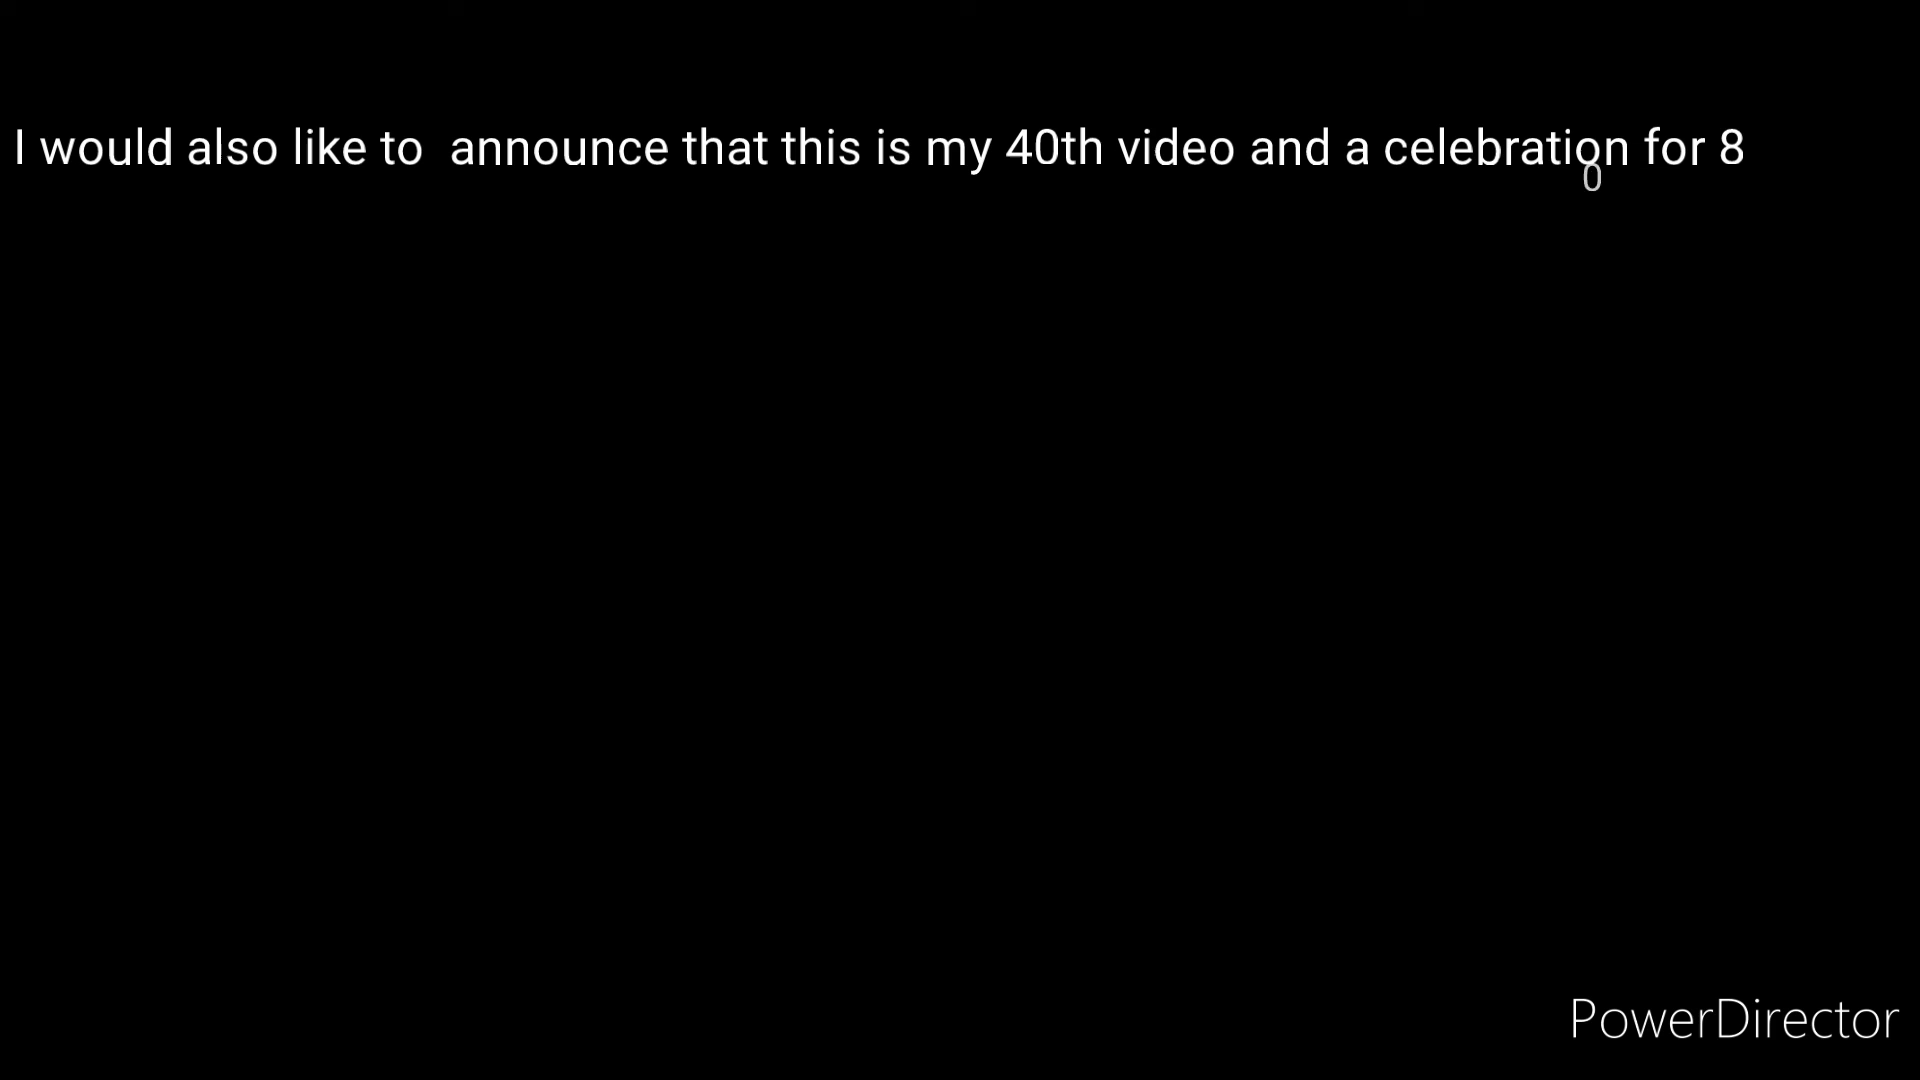 I would also like to  announce that this is my 40th video and a celebration for 8
0
PowerDirector